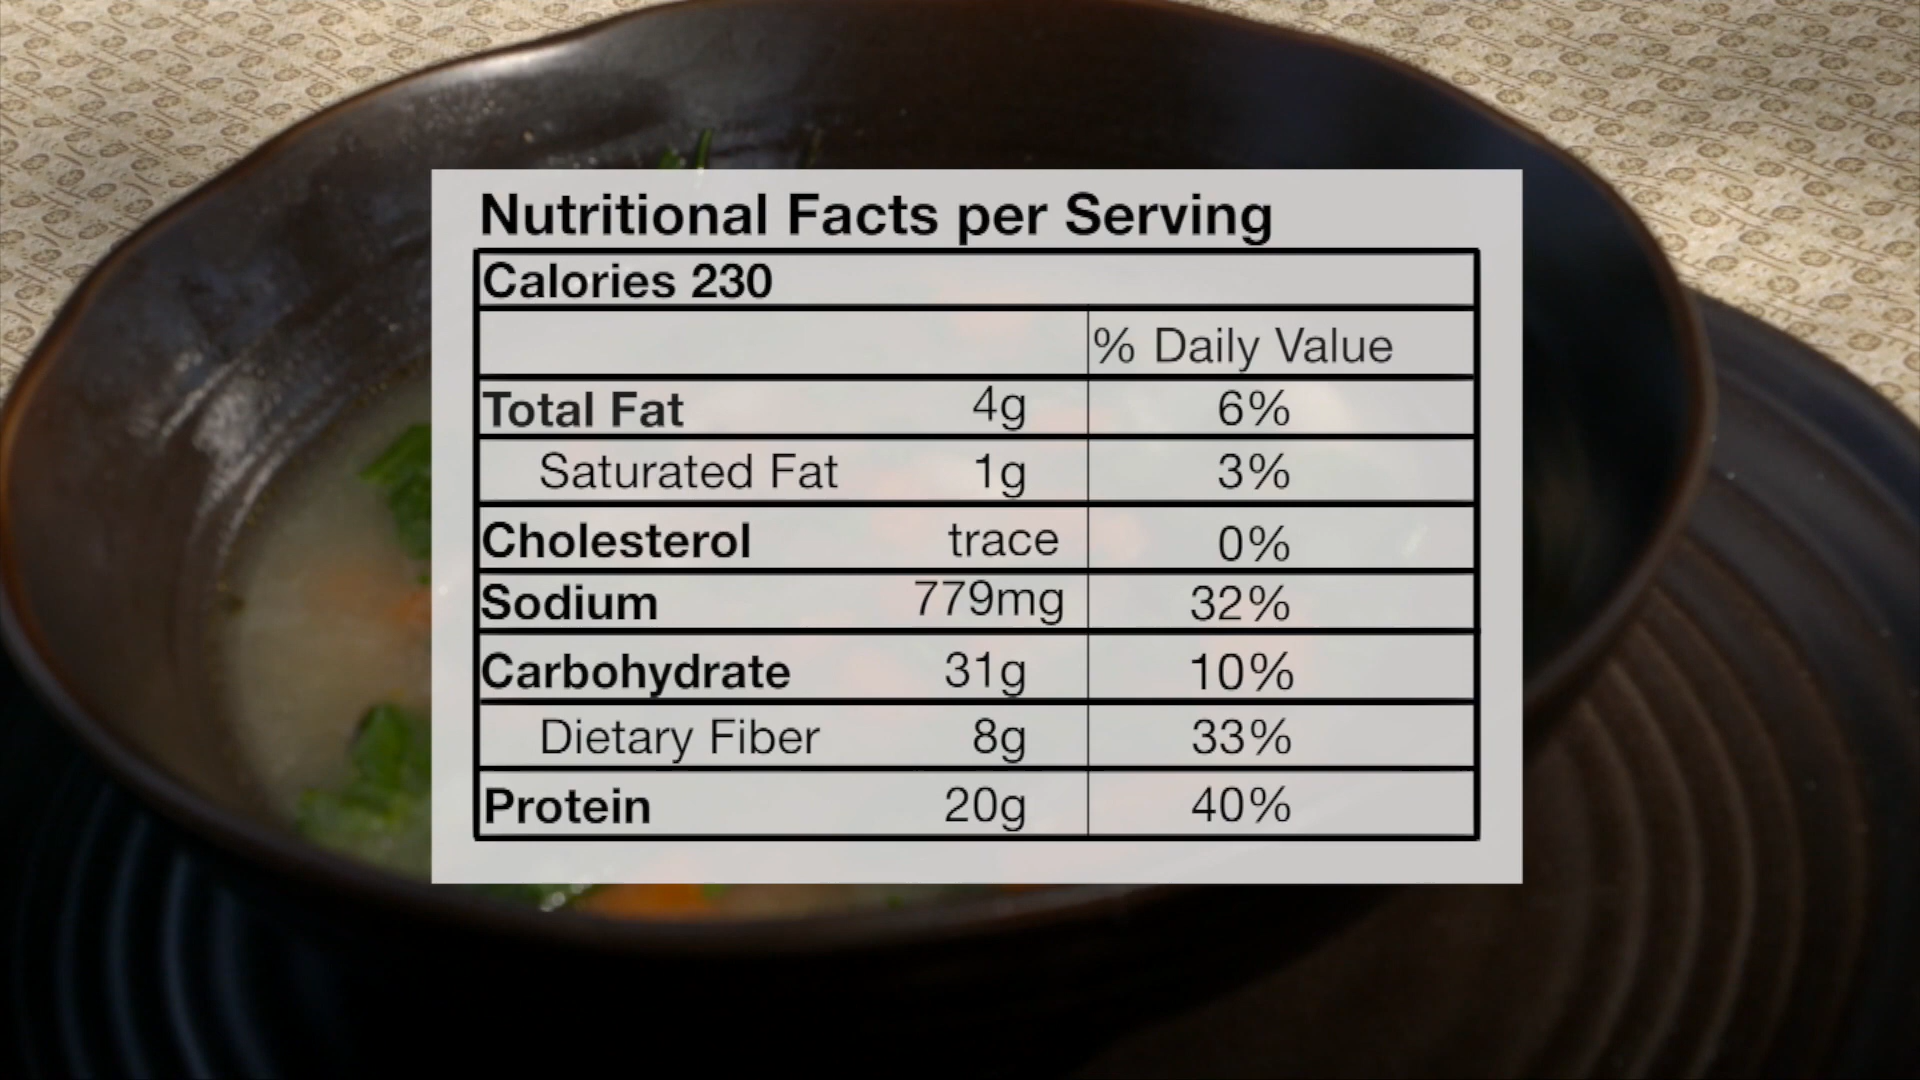 Nutritional Facts per Serving
Calories 230
% Daily Value
Total Fat 4g 6%
Saturated Fat 1g 3%
Cholesterol trace 0%
Sodium 779mg 32%
Carbohydrate 31g 10%
Dietary Fiber 8g 33%
Protein 20g 40%